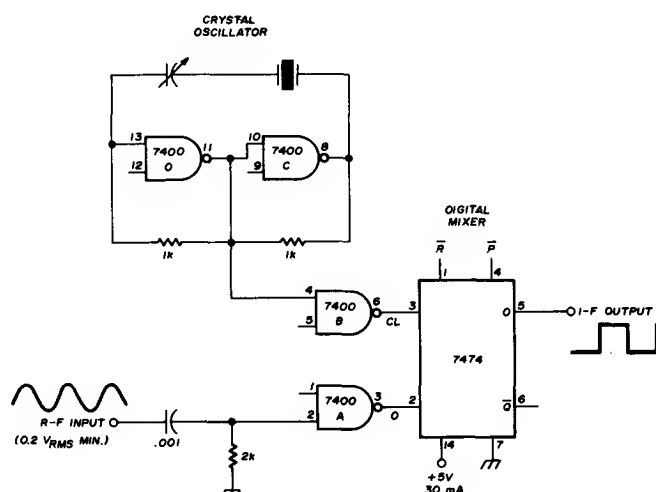 CRYSTAL
OSCILLATOR
13
7400
O
11
12
10
7400
C
8
9
1k
1k
DIGITAL
MIXER
R
P
1
4
4
7400
B
6
5
CL
3
O
5
I-F OUTPUT
7474
1
7400
A
3
2
O
2
Q
6
R-F INPUT
(0.2 VRMS MIN.)
.001
2k
14
7
+5V
30 mA